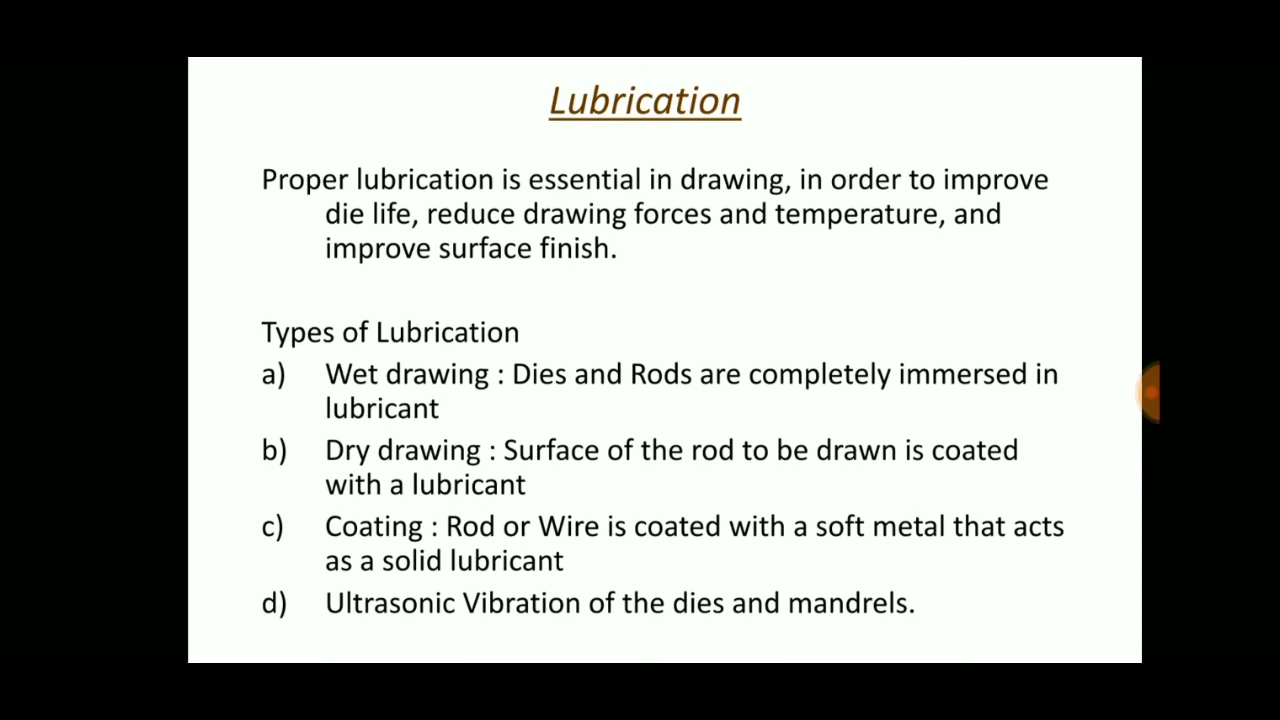 Lubrication
Proper lubrication is essential in drawing, in order to improve
die life, reduce drawing forces and temperature, and
improve surface finish.
Types of Lubrication
a) Wet drawing : Dies and Rods are completely immersed in
lubricant
b) Dry drawing : Surface of the rod to be drawn is coated
with a lubricant
c) Coating : Rod or Wire is coated with a soft metal that acts
as a solid lubricant
d) Ultrasonic Vibration of the dies and mandrels.